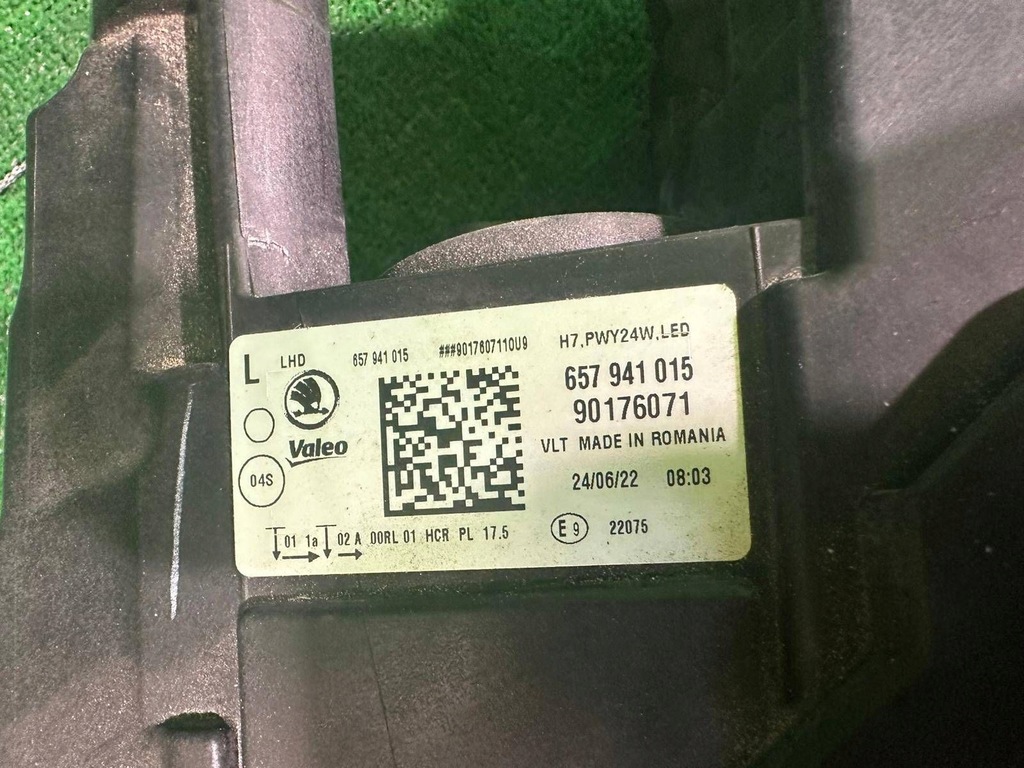 L LHD 657 941 015 ###9017607110U9 H7,PWY24W,LED
657 941 015
90176071
Valeo
VLT MADE IN ROMANIA
04S
24/06/22 08:03
01 1a 02 A 00RL 01 HCR PL 17.5
E9 22075